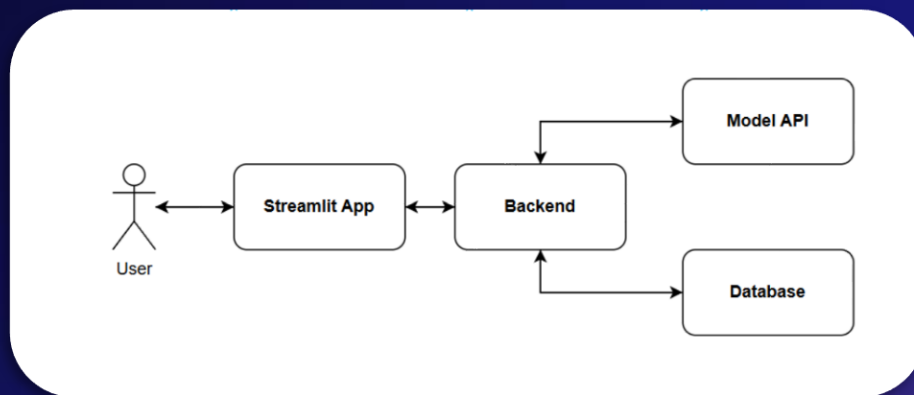 Model API
Streamlit App
Backend
User
Database